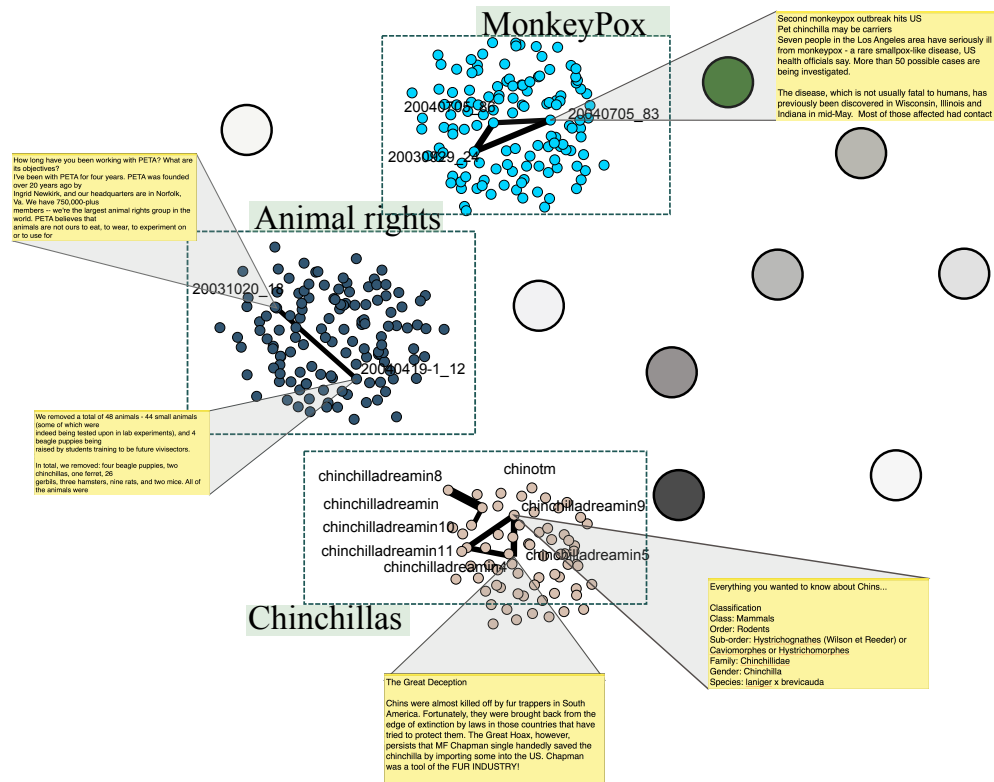 MonkeyPox
Second monkeypox outbreak hits US
Pet chinchilla may be carriers
Seven people in the Los Angeles area have seriously ill
from monkeypox - a rare smallpox-like disease, US
health officials say. More than 50 possible cases are
being investigated.
The disease, which is not usually fatal to humans, has
previously been discovered in Wisconsin, Illinois and
Indiana in mid-May. Most of those affected had contact
20040705_86
20040705_83
20030929_24
How long have you been working with PETA? What are
its objectives?
I've been with PETA for four years. PETA was founded
over 20 years ago by
Ingrid Newkirk, and our headquarters are in Norfolk,
Va. We have 750,000-plus
members -- we're the largest animal rights group in the
world. PETA believes that
animals are not ours to eat, to wear, to experiment on
or to use for
Animal rights
20031020_18
20040419-1_12
We removed a total of 48 animals - 44 small animals
(some of which were
indeed being tested upon in lab experiments), and 4
beagle puppies being
raised by students training to be future vivisectors.
In total, we removed: four beagle puppies, two
chinchillas, one ferret, 26
gerbils, three hamsters, nine rats, and two mice. All of
the animals were
chinotm
chinchilladreamin8
chinchilladreamin
chinchilladreamin9
chinchilladreamin10
chinchilladreamin11
chinchilladreamin5
chinchilladreamin4
Chinchillas
Everything you wanted to know about Chins...
Classification
Class: Mammals
Order: Rodents
Sub-order: Hystrichognathes (Wilson et Reeder) or
Caviomorphes or Hystrichomorphes
Family: Chinchillidae
Gender: Chinchilla
Species: laniger x brevicauda
The Great Deception
Chins were almost killed off by fur trappers in South
America. Fortunately, they were brought back from the
edge of extinction by laws in those countries that have
tried to protect them. The Great Hoax, however,
persists that MF Chapman single handedly saved the
chinchilla by importing some into the US. Chapman
was a tool of the FUR INDUSTRY!